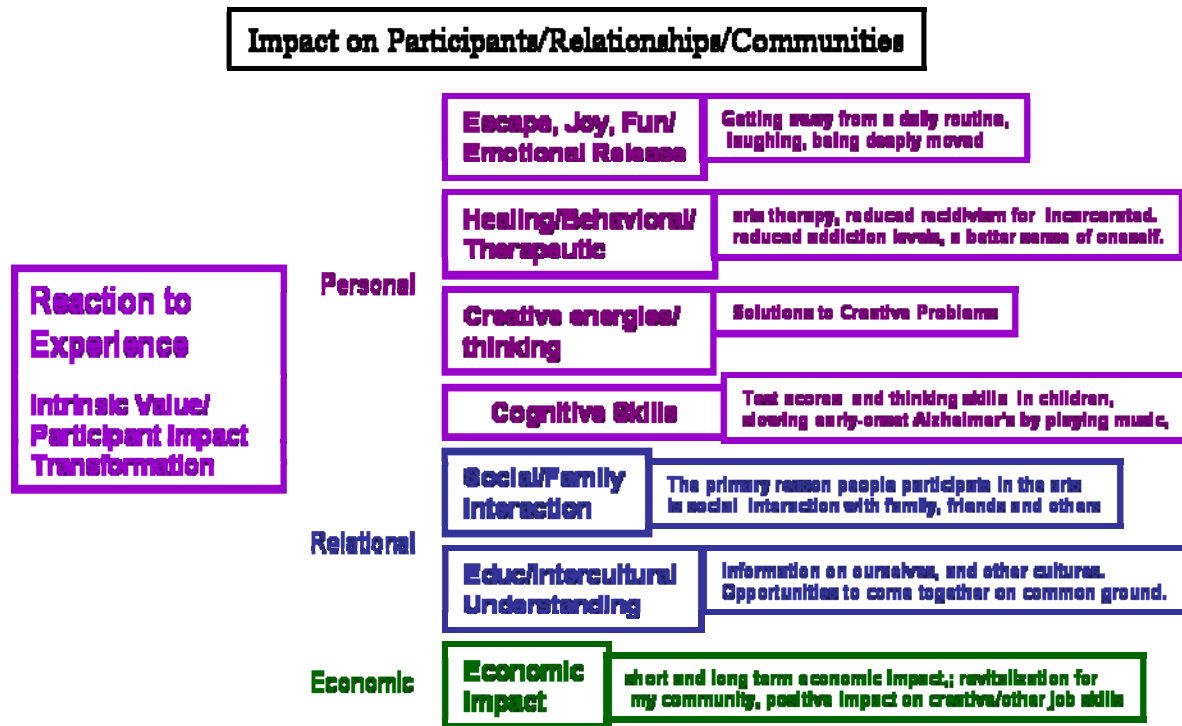 Impact on Participants/Relationships/Communities
Reaction to
Experience
Intrinsic Value/
Participant Impact
Transformation
Personal
Escape, Joy, Fun/
Emotional Release
Getting away from a daily routine,
laughing, being deeply moved
Healing/Behavioral/
Therapeutic
arts therapy, reduced recidivism for incarcerated.
reduced addiction levels, a better sense of oneself.
Creative energies/
thinking
Solutions to Creative Problems
Cognitive Skills
Test scores and thinking skills in children,
slowing early-onset Alzheimer's by playing music,
Relational
Social/Family
Interaction
The primary reason people participate in the arts
is social interaction with family, friends and others
Educ/Intercultural
Understanding
Information on ourselves, and other cultures.
Opportunities to come together on common ground.
Economic
Economic
Impact
short and long term economic impact,; revitalization for
my community, positive impact on creative/other job skills